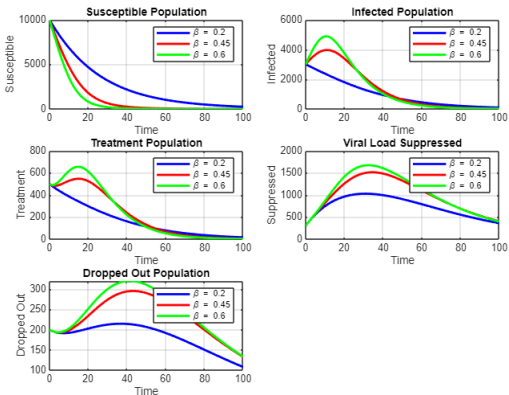 Susceptible Population
10000
5000
0
Susceptible
0 20 40 60 80 100
Time
β = 0.2
β = 0.45
β = 0.6
Infected Population
6000
4000
2000
0
Infected
0 20 40 60 80 100
Time
β = 0.2
β = 0.45
β = 0.6
Treatment Population
800
600
400
200
0
Treatment
0 20 40 60 80 100
Time
β = 0.2
β = 0.45
β = 0.6
Viral Load Suppressed
2000
1500
1000
500
0
Suppressed
0 20 40 60 80 100
Time
β = 0.2
β = 0.45
β = 0.6
Dropped Out Population
300
250
200
150
100
Dropped Out
0 20 40 60 80 100
Time
β = 0.2
β = 0.45
β = 0.6